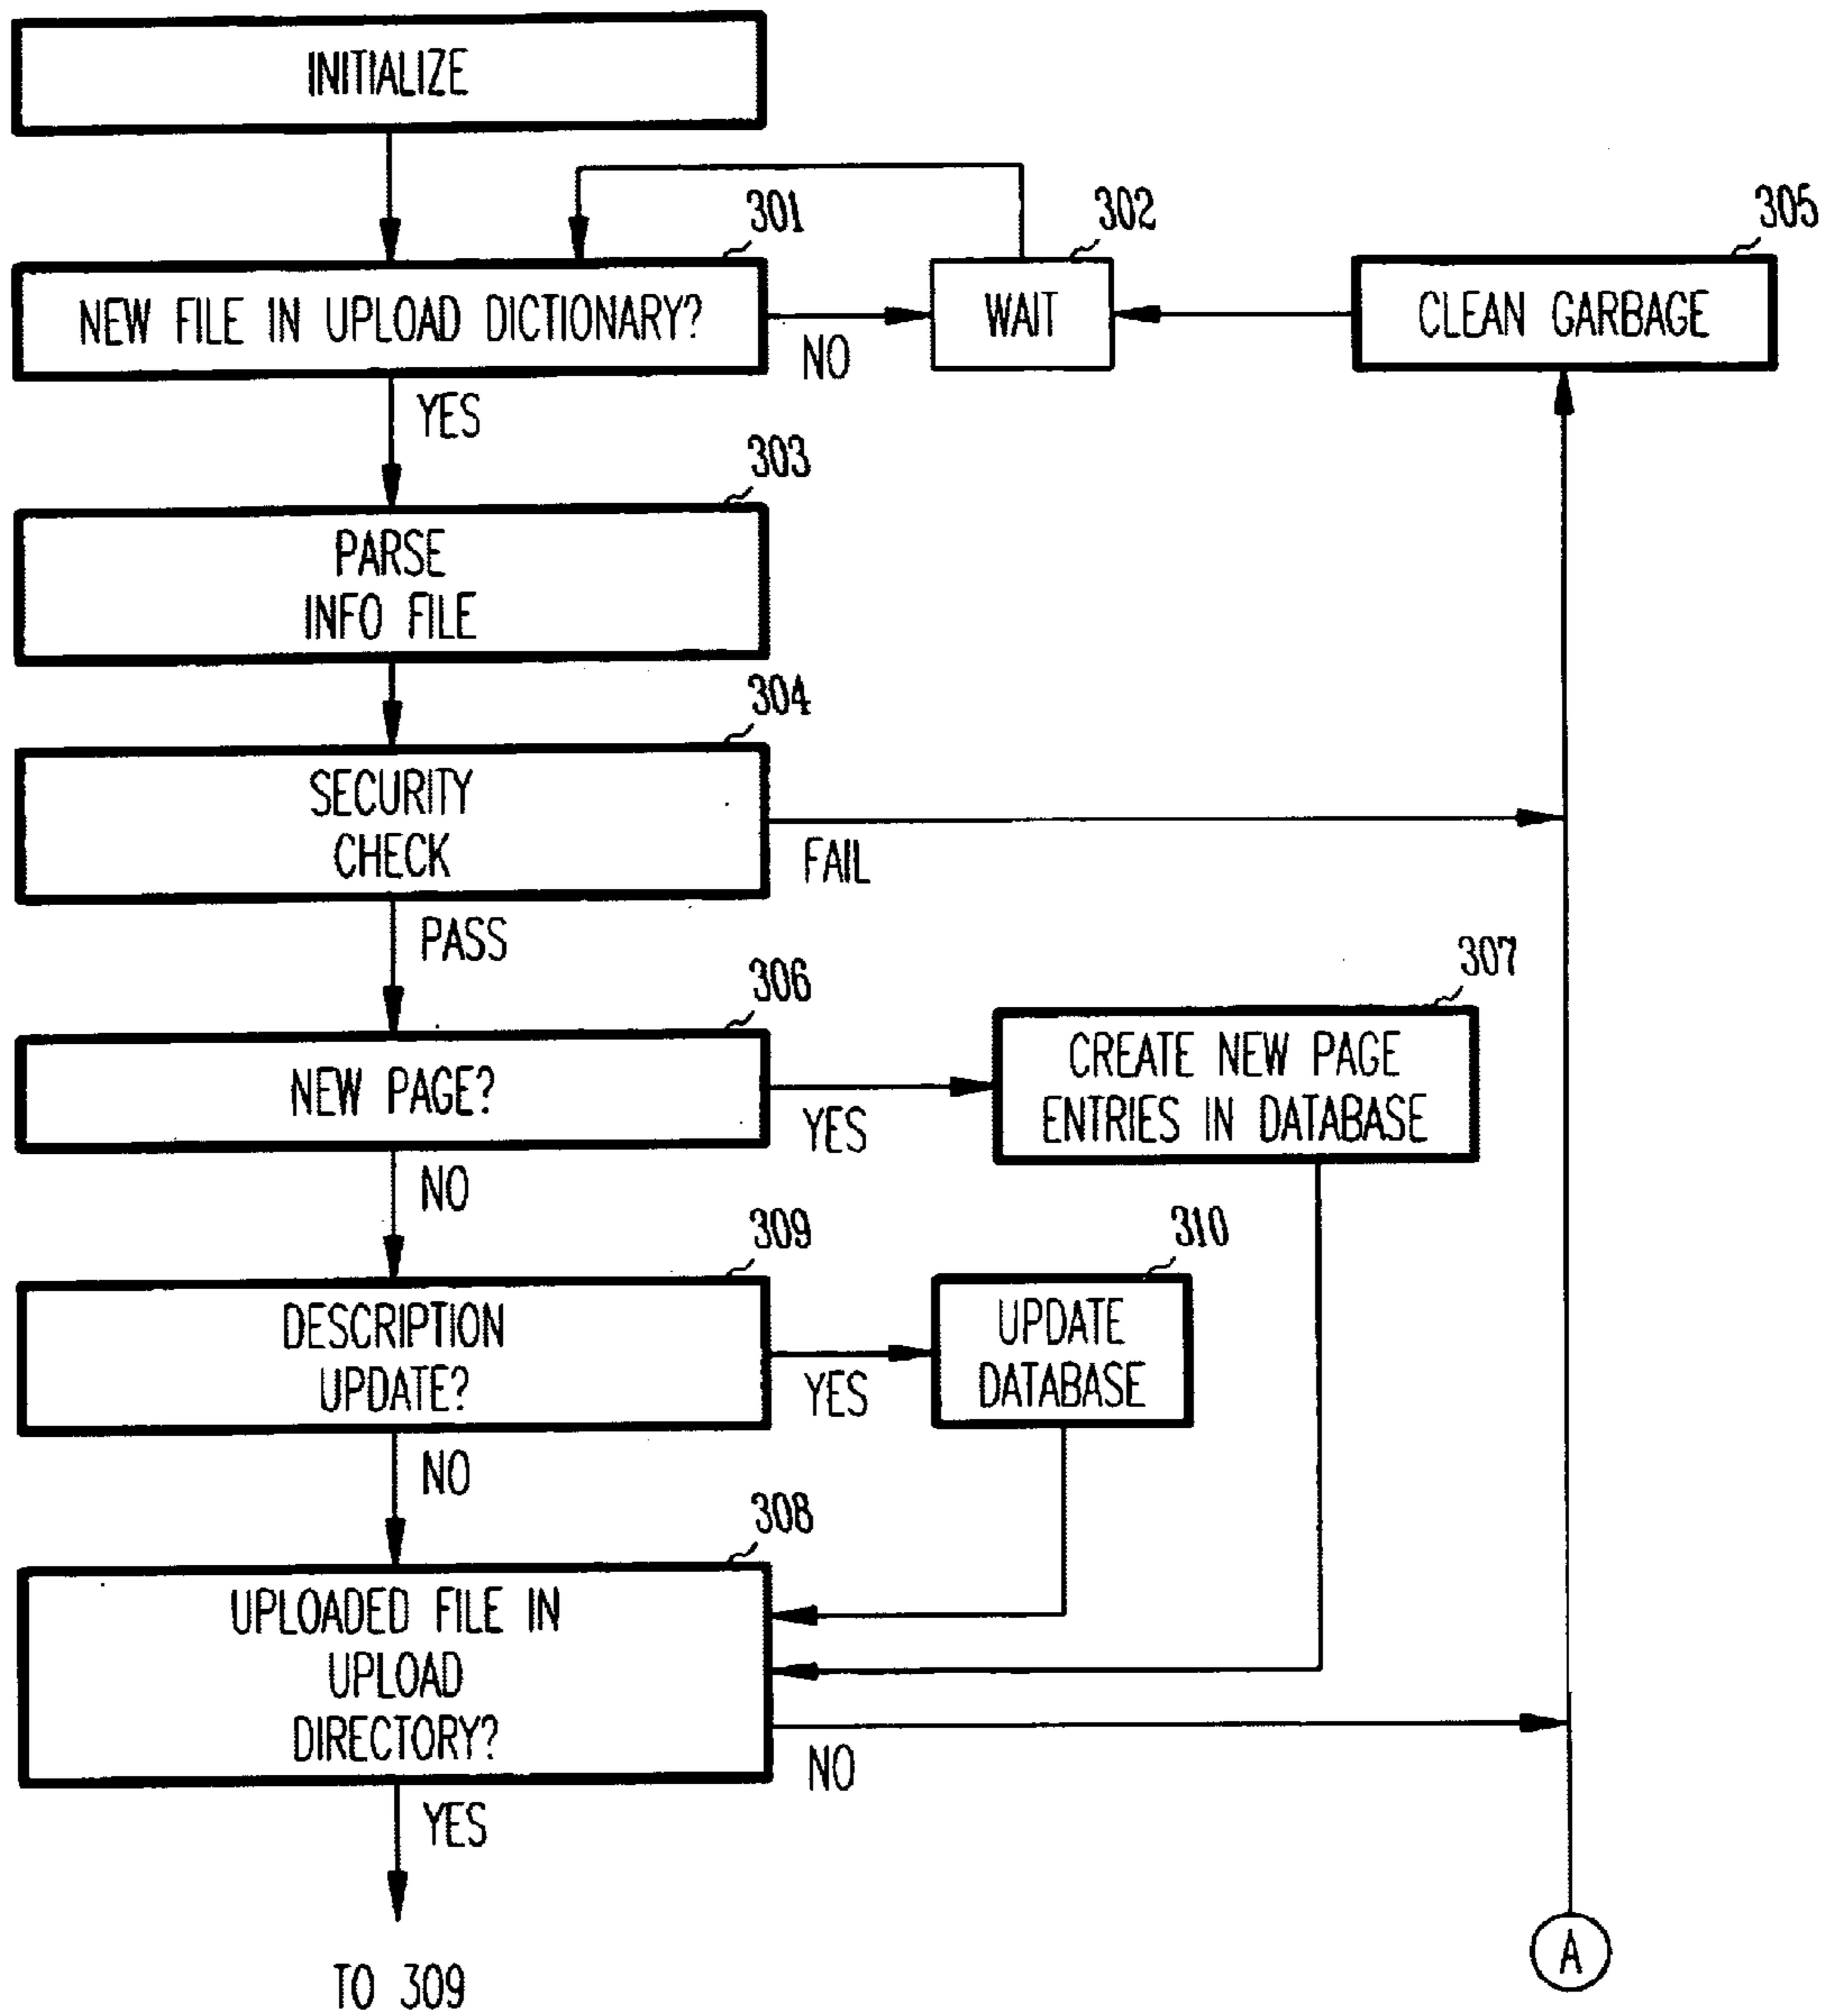 INITIALIZE
301
302
305
NEW FILE IN UPLOAD DICTIONARY?
NO
WAIT
CLEAN GARBAGE
YES
303
PARSE
INFO FILE
304
SECURITY
CHECK
FAIL
PASS
306
307
NEW PAGE?
YES
CREATE NEW PAGE
ENTRIES IN DATABASE
NO
309
310
DESCRIPTION
UPDATE?
YES
UPDATE
DATABASE
NO
308
UPLOADED FILE IN
UPLOAD
DIRECTORY?
NO
YES
A
TO 309